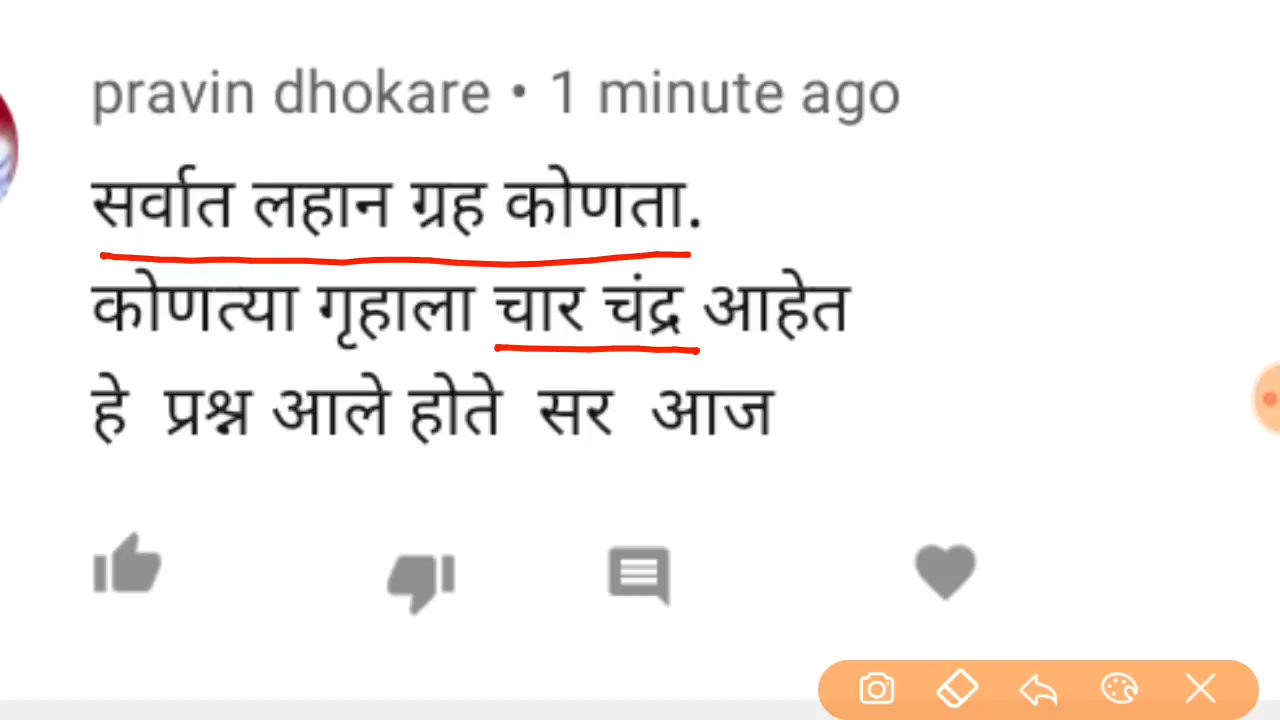 pravin dhokare • 1 minute ago
सर्वात लहान ग्रह कोणता.
कोणत्या गृहाला चार चंद्र आहेत
हे प्रश्न आले होते सर आज